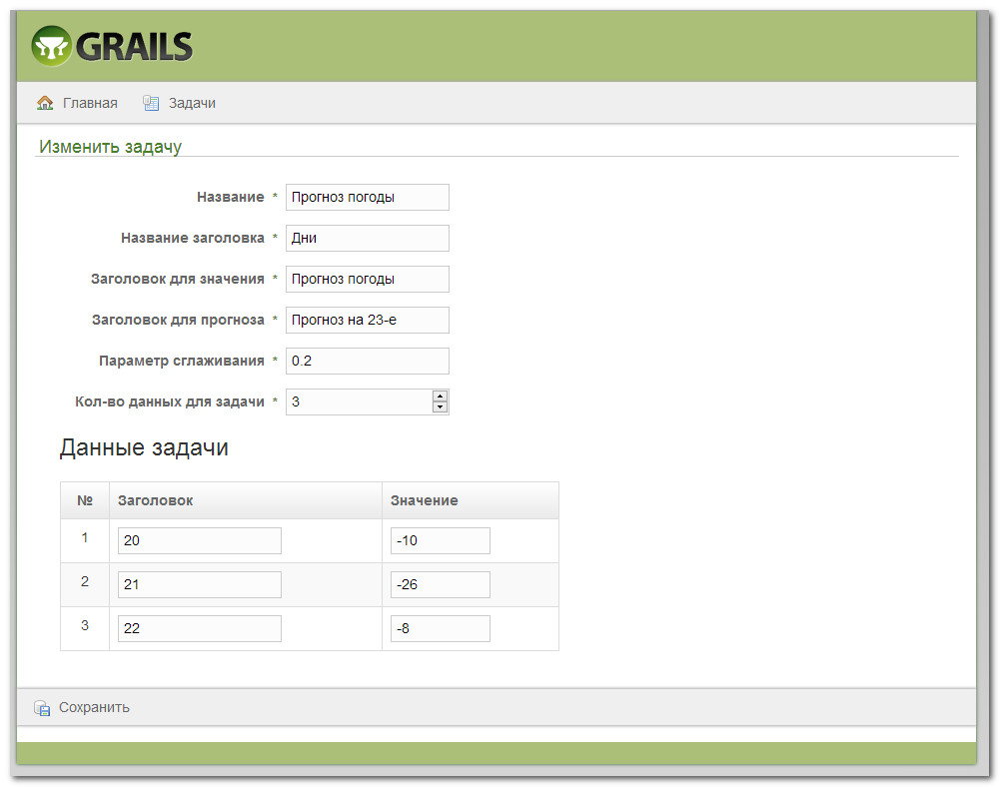 GRAILS
Главная Задачи
Изменить задачу
Название * Прогноз погоды
Название заголовка * Дни
Заголовок для значения * Прогноз погоды
Заголовок для прогноза * Прогноз на 23-е
Параметр сглаживания * 0.2
Кол-во данных для задачи * 3
Данные задачи
№ Заголовок Значение
1 20 -10
2 21 -26
3 22 -8
Сохранить